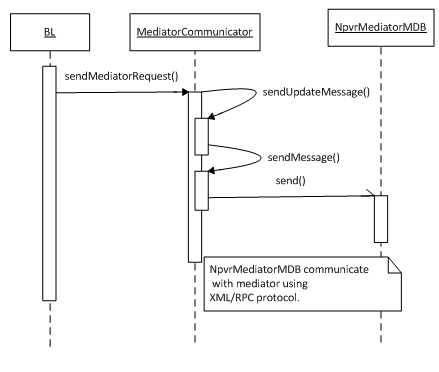 BL
MediatorCommunicator
NpvrMediatorMDB
sendMediatorRequest()
sendUpdateMessage()
sendMessage()
send()
NpvrMediatorMDB communicate
with mediator using
XML/RPC protocol.